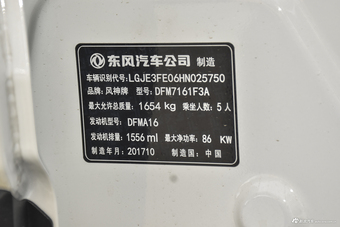 东风汽车公司 制造
车辆识别代号: LGJE3FE06HN025750
品牌: 风神牌 型号: DFM7161F3A
最大允许总质量: 1654 kg 乘坐人数: 5 人
发动机型号: DFMA16
发动机排量: 1556 ml 最大净功率: 86 KW
制造年月: 201710 制造国: 中国